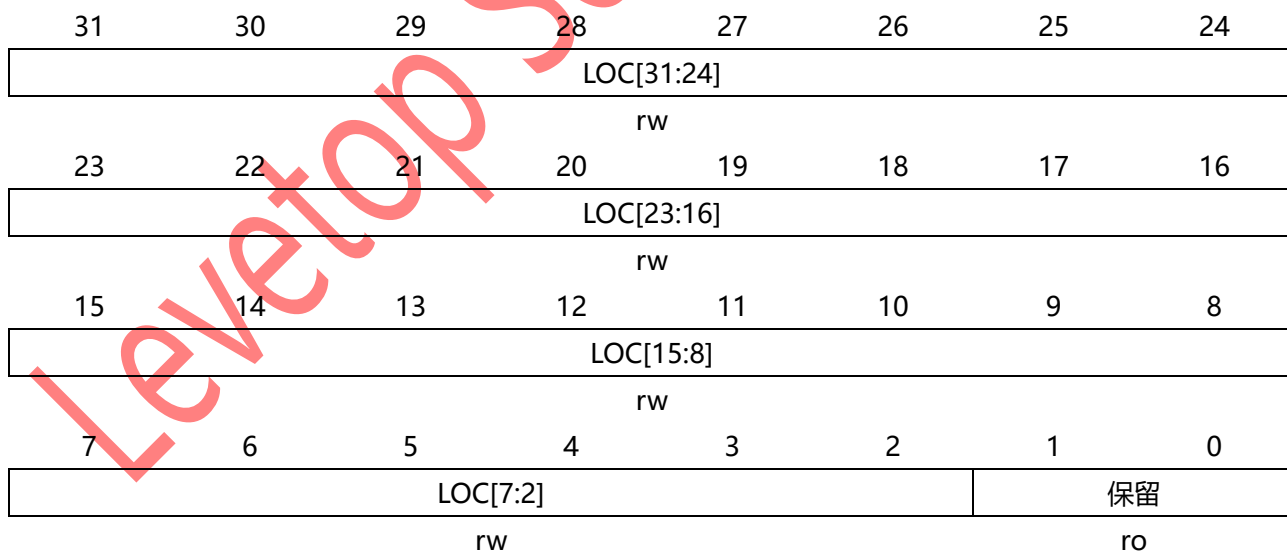 31 30 29 28 27 26 25 24
LOC[31:24]
rw
23 22 21 20 19 18 17 16
LOC[23:16]
rw
15 14 13 12 11 10 9 8
LOC[15:8]
rw
7 6 5 4 3 2 1 0
LOC[7:2] 保留
rw ro
Levetop